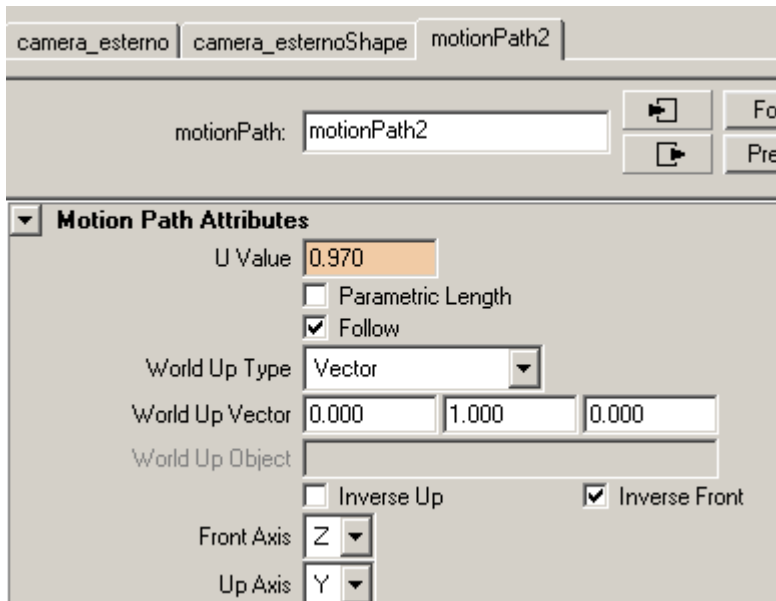 camera_esterno camera_esternoShape motionPath2
motionPath: motionPath2
Fo
Pre
Motion Path Attributes
U Value 0.970
Parametric Length
Follow
World Up Type Vector
World Up Vector 0.000 1.000 0.000
World Up Object
Inverse Up Inverse Front
Front Axis Z
Up Axis Y